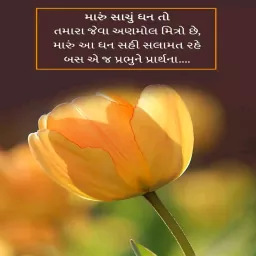 મારું સાચું ધન તો
તમારા જેવા અણમોલ મિત્રો છે,
મારું આ ધન સહી સલામત રહે
બસ એ જ પ્રભુને પ્રાર્થના....